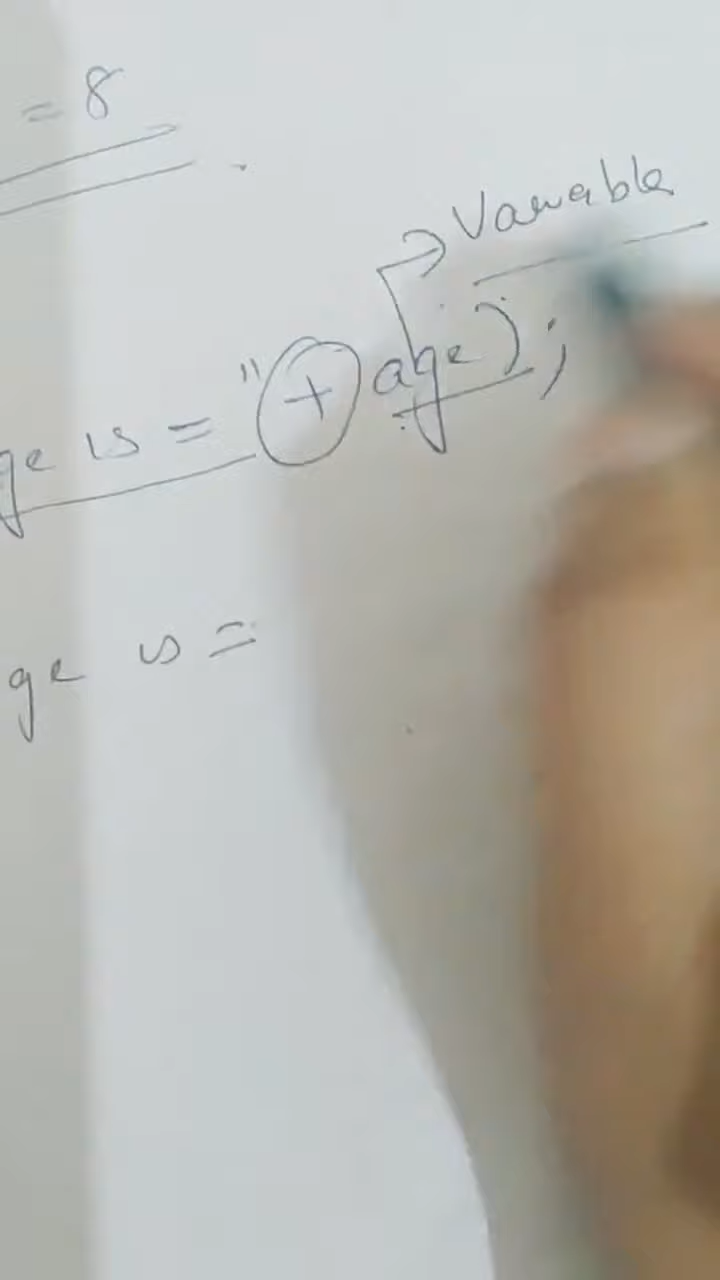 = 8
Variable
ge is = " + age);
ge is =